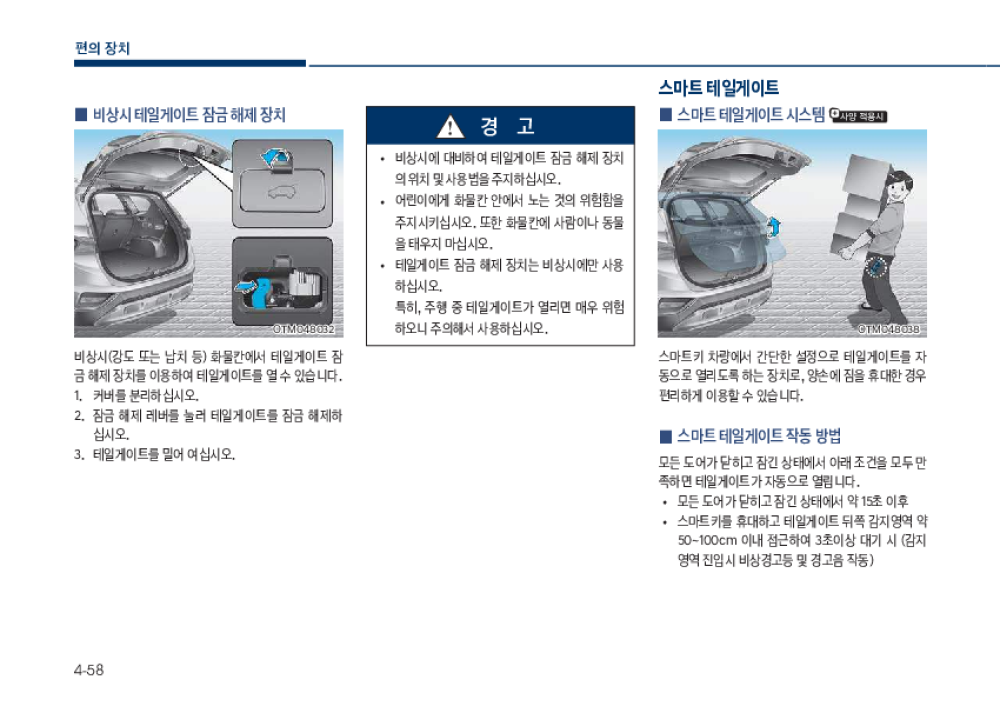 편의 장치
■ 비상시 테일게이트 잠금 해제 장치
OTM048032
비상시(강도 또는 납치 등) 화물칸에서 테일게이트 잠
금 해제 장치를 이용하여 테일게이트를 열 수 있습니다.
1. 커버를 분리하십시오.
2. 잠금 해제 레버를 눌러 테일게이트를 잠금 해제하
십시오.
3. 테일게이트를 밀어 여십시오.
경 고
• 비상시에 대비하여 테일게이트 잠금 해제 장치
의 위치 및 사용법을 주지하십시오.
• 어린이에게 화물칸 안에서 노는 것의 위험함을
주지시키십시오. 또한 화물칸에 사람이나 동물
을 태우지 마십시오.
• 테일게이트 잠금 해제 장치는 비상시에만 사용
하십시오.
특히, 주행 중 테일게이트가 열리면 매우 위험
하오니 주의해서 사용하십시오.
스마트 테일게이트
■ 스마트 테일게이트 시스템 사양 적용시
OTM048038
스마트키 차량에서 간단한 설정으로 테일게이트를 자
동으로 열리도록 하는 장치로, 양손에 짐을 휴대한 경우
편리하게 이용할 수 있습니다.
■ 스마트 테일게이트 작동 방법
모든 도어가 닫히고 잠긴 상태에서 아래 조건을 모두 만
족하면 테일게이트가 자동으로 열립니다.
• 모든 도어가 닫히고 잠긴 상태에서 약 15초 이후
• 스마트키를 휴대하고 테일게이트 뒤쪽 감지영역 약
50~100cm 이내 접근하여 3초이상 대기 시 (감지
영역 진입시 비상경고등 및 경고음 작동)
4-58